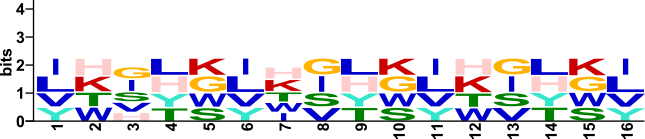 4
3
2
1
0
bits
I H G L K I H G L K I H G L K I
L K I H G L K I H G L K I H G L
V T S Y W V T S Y W V T S Y W V
Y W V T S Y W V T S Y W V T S Y
H I
1 2 3 4 5 6 7 8 9 10 11 12 13 14 15 16